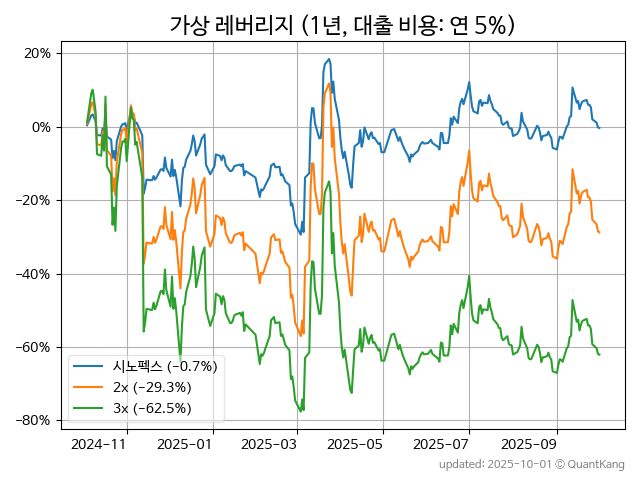 가상 레버리지 (1년, 대출 비용: 연 5%)
20%
0%
−20%
−40%
−60%
−80%
시노펙스 (−0.7%)
2x (−29.3%)
3x (−62.5%)
2024-11
2025-01
2025-03
2025-05
2025-07
2025-09
updated: 2025-10-01 © QuantKang